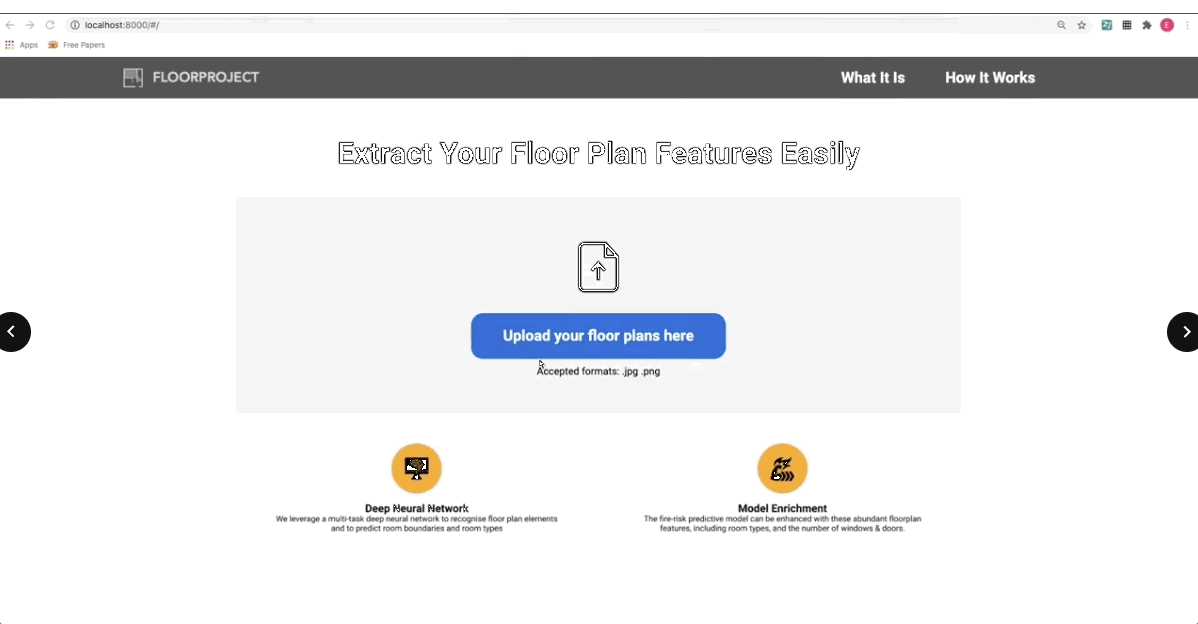 localhost:8000/#/
E
Apps
Free Papers
FLOORPROJECT
What It Is
How It Works
Extract Your Floor Plan Features Easily
Upload your floor plans here
Accepted formats: .jpg .png
Deep Neural Network
We leverage a multi-task deep neural network to recognise floor plan elements
and to predict room boundaries and room types
Model Enrichment
The fire-risk predictive model can be enhanced with these abundant floorplan
features, including room types, and the number of windows & doors.